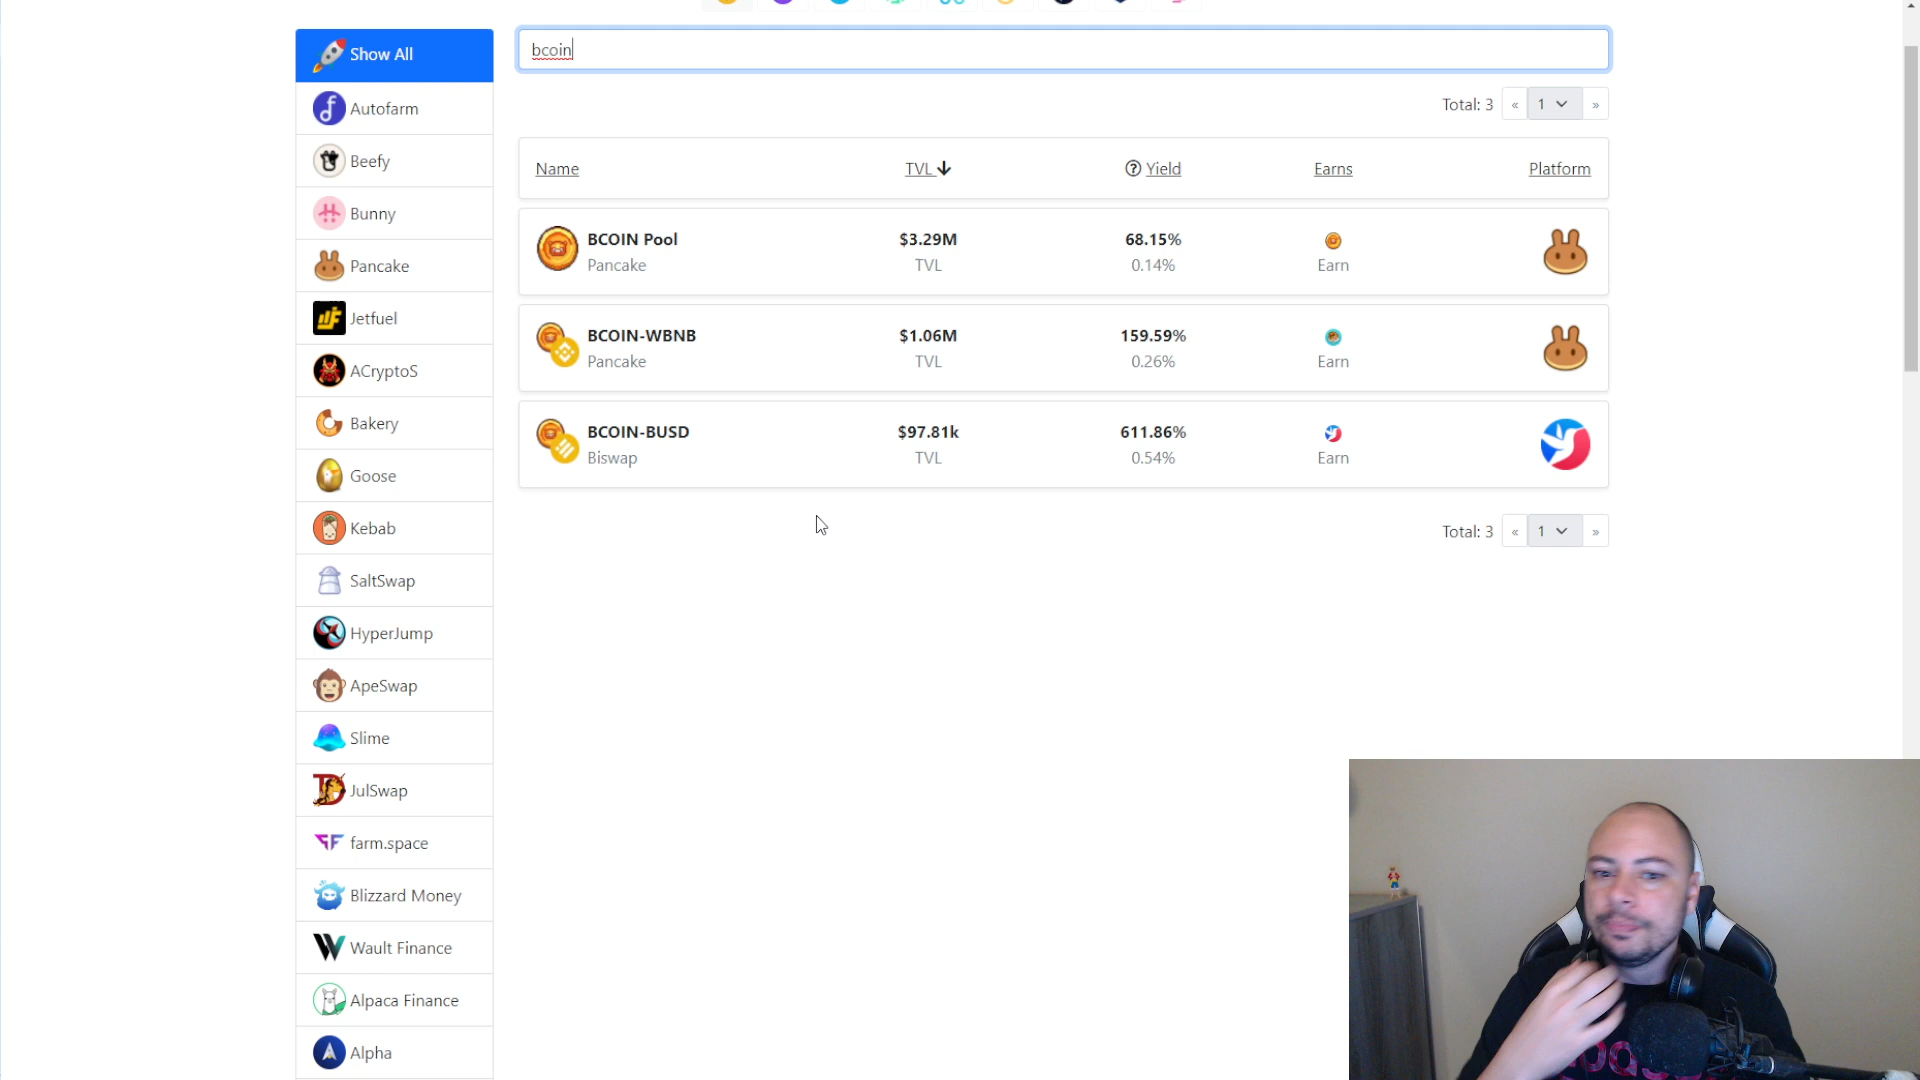 Show All
bcoin
Autofarm
Beefy
Bunny
Pancake
Jetfuel
ACryptoS
Bakery
Goose
Kebab
SaltSwap
HyperJump
ApeSwap
Slime
JulSwap
farm.space
Blizzard Money
Wault Finance
Alpaca Finance
Alpha
Total: 3 « 1 »
Name TVL Yield Earns Platform
BCOIN Pool $3.29M 68.15%
Pancake TVL 0.14% Earn
BCOIN-WBNB $1.06M 159.59%
Pancake TVL 0.26% Earn
BCOIN-BUSD $97.81k 611.86%
Biswap TVL 0.54% Earn
Total: 3 « 1 »